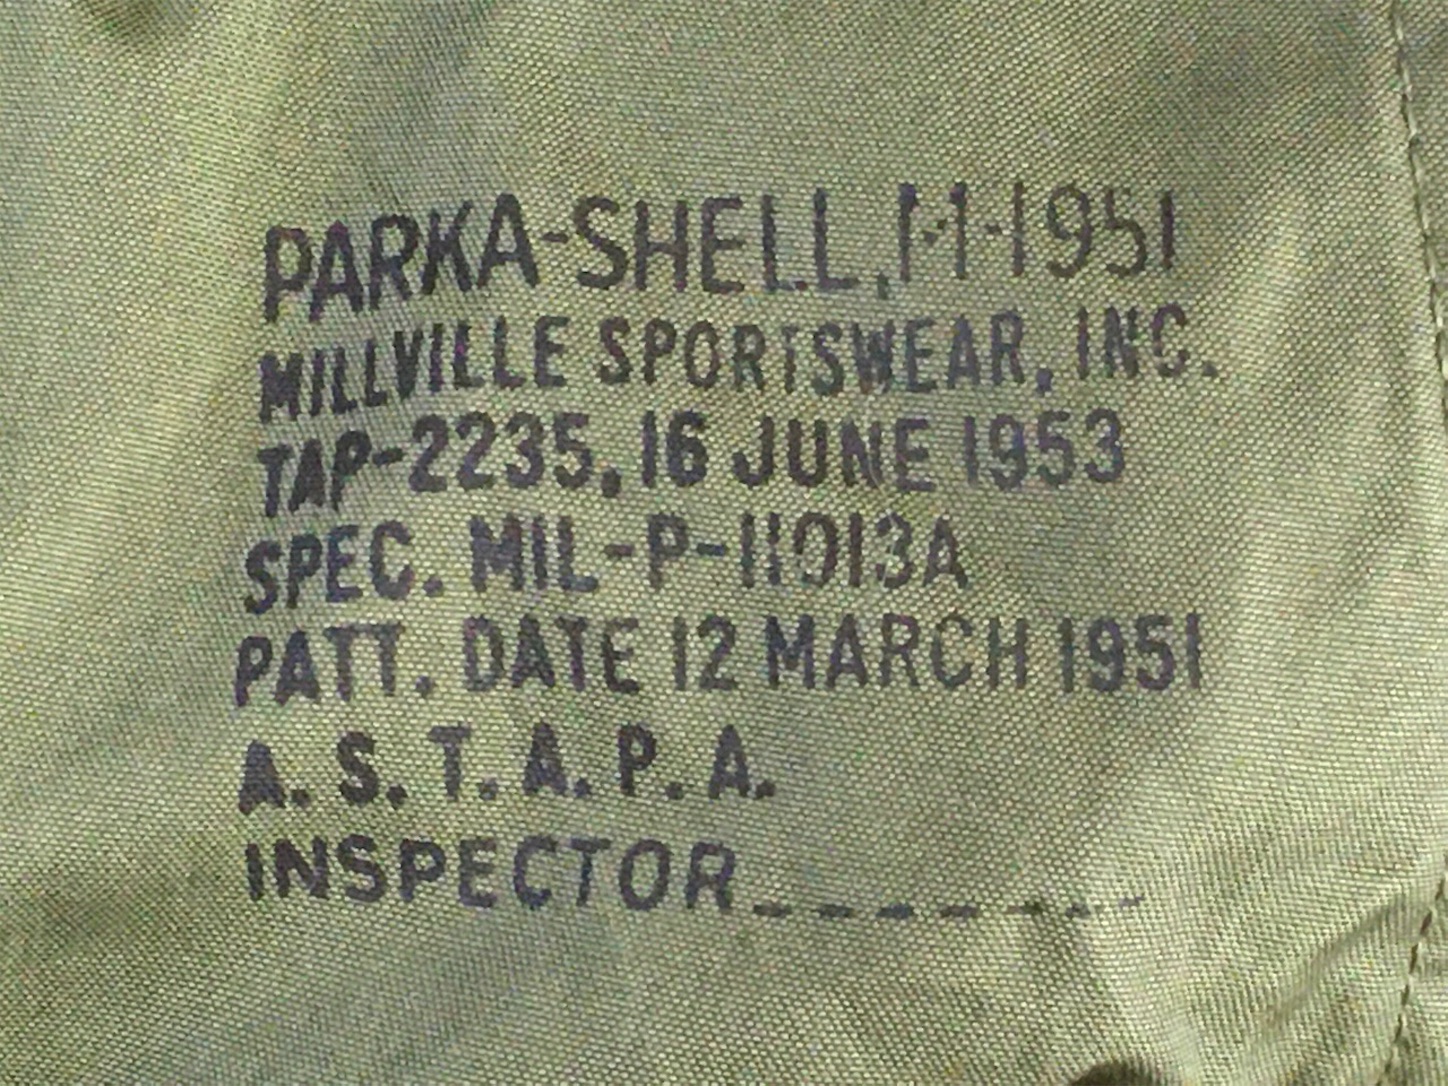 PARKA-SHELL, M-1951
MILLVILLE SPORTSWEAR, INC.
TAP-2235, 16 JUNE 1953
SPEC. MIL-P-11013A
PATT. DATE 12 MARCH 1951
A. S. T. A. P. A.
INSPECTOR_ _ _ _ _ _ _